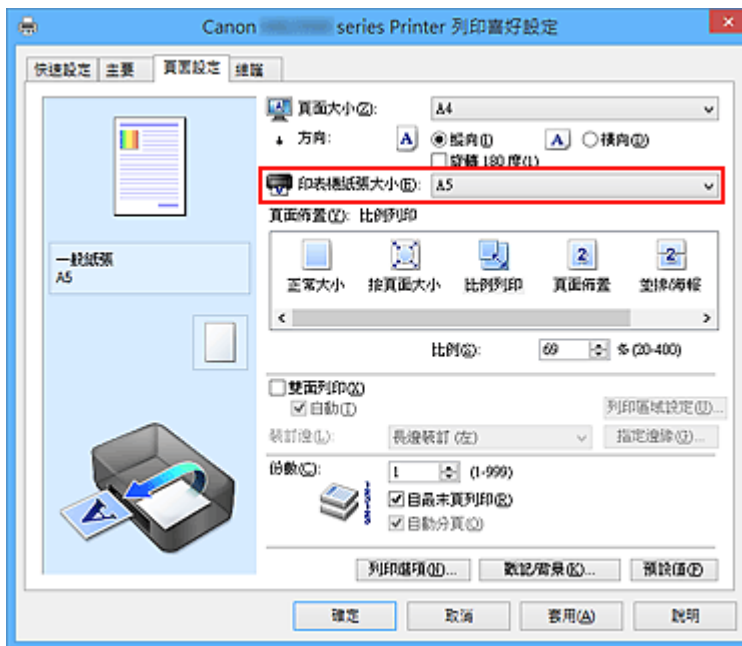 Canon series Printer 列印喜好設定
快速設定 主要 頁面設定 維護
頁面大小(Z): A4
方向: A 縱向(I) A 橫向(D)
旋轉 180 度(1)
印表機紙張大小(E): A5
頁面佈置(Y): 比例列印
正常大小 按頁面大小 比例列印 頁面佈置 並排/海報
一般紙張
A5
比例(S): 69 % (20-400)
雙面列印(X)
自動(T)
列印區域設定(U)...
裝訂邊(L): 長邊裝訂 (左) 指定邊緣(G)...
份數(C): 1 (1-999)
自最末頁列印(R)
自動分頁(O)
列印選項(N)... 戳記/背景(K)... 預設值(F)
確定 取消 套用(A) 說明